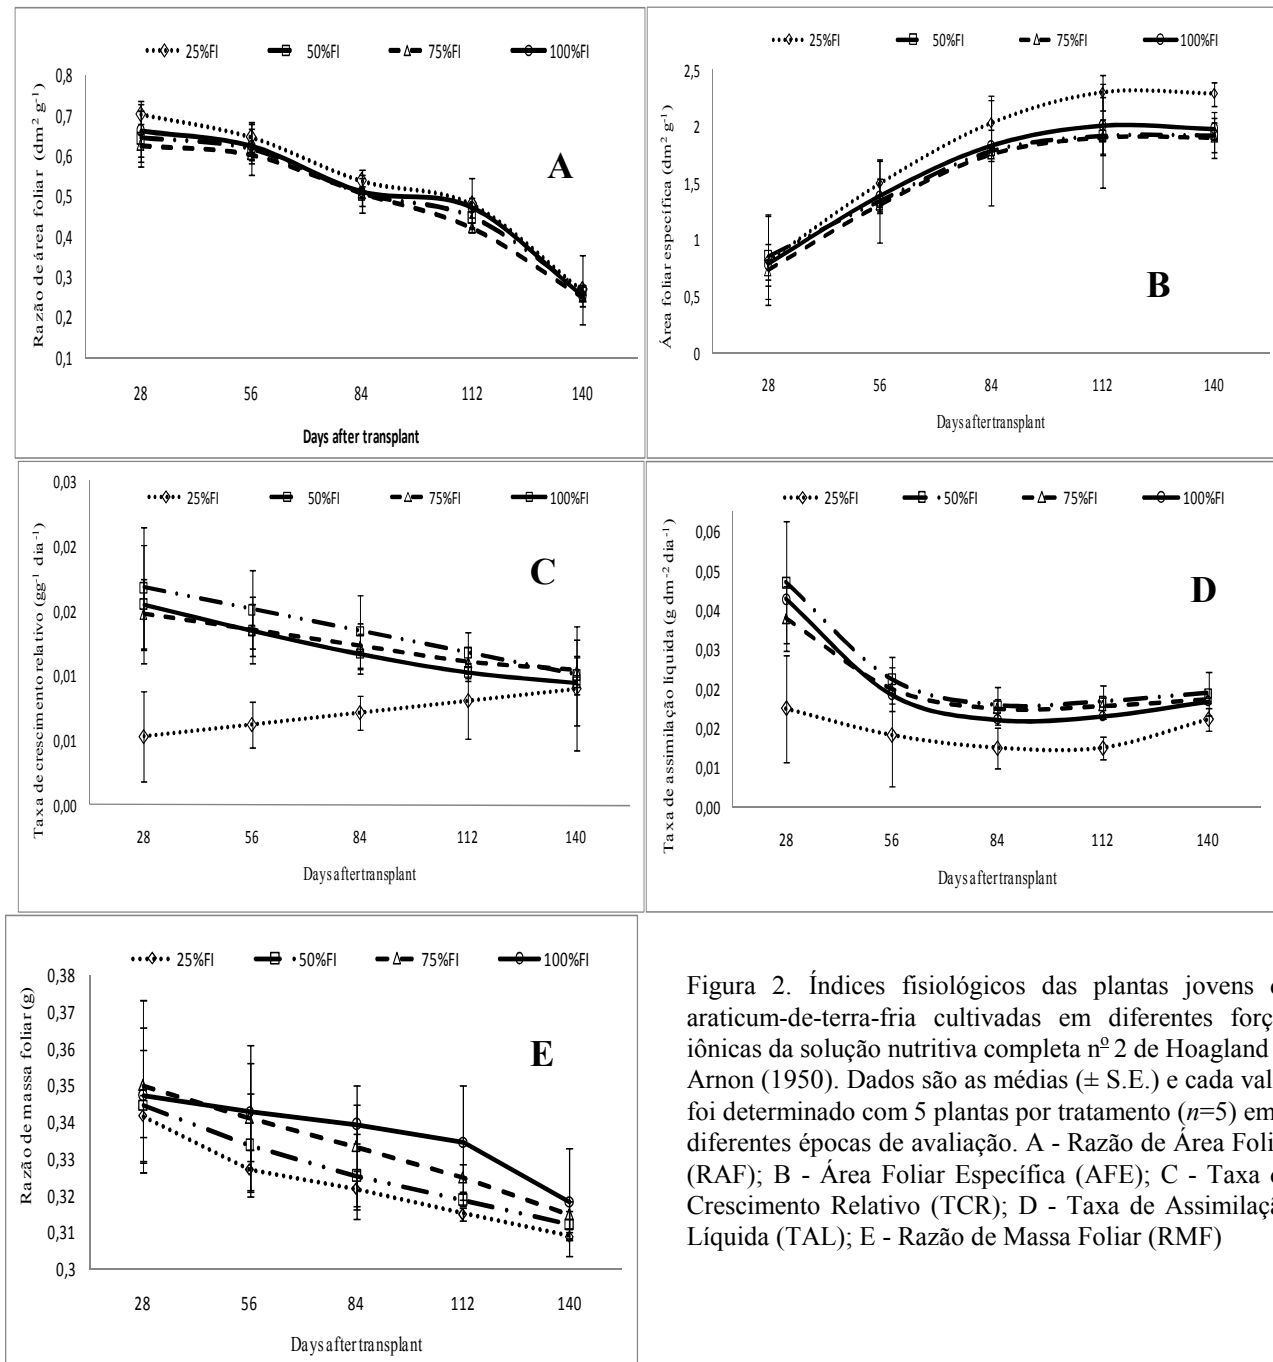 25%FI 50%FI 75%FI 100%FI
Razão de área foliar (dm² g⁻¹)
0,8
0,7
0,6
0,5
0,4
0,3
0,2
0,1
A
28 56 84 112 140
Days after transplant
25%FI 50%FI 75%FI 100%FI
Área foliar específica (dm² g⁻¹)
2,5
2
1,5
1
0,5
0
B
28 56 84 112 140
Days after transplant
25%FI 50%FI 75%FI 100%FI
Taxa de crescimento relativo (gg⁻¹ dia⁻¹)
0,03
0,02
0,02
0,01
0,01
0,00
C
28 56 84 112 140
Days after transplant
25%FI 50%FI 75%FI 100%FI
Taxa de assimilação líquida (g dm⁻² dia⁻¹)
0,06
0,05
0,04
0,03
0,02
0,02
0,01
0,00
D
28 56 84 112 140
Days after transplant
25%FI 50%FI 75%FI 100%FI
Razão de massa foliar (g)
0,38
0,37
0,36
0,35
0,34
0,33
0,32
0,31
0,3
E
28 56 84 112 140
Days after transplant
Figura 2. Índices fisiológicos das plantas jovens
araticum-de-terra-fria cultivadas em diferentes
iônicas da solução nutritiva completa nº 2 de Hoagland
Arnon (1950). Dados são as médias (± S.E.) e cada
foi determinado com 5 plantas por tratamento (n=5) em
diferentes épocas de avaliação. A - Razão de Área
(RAF); B - Área Foliar Específica (AFE); C - Taxa
Crescimento Relativo (TCR); D - Taxa de
Líquida (TAL); E - Razão de Massa Foliar (RMF)